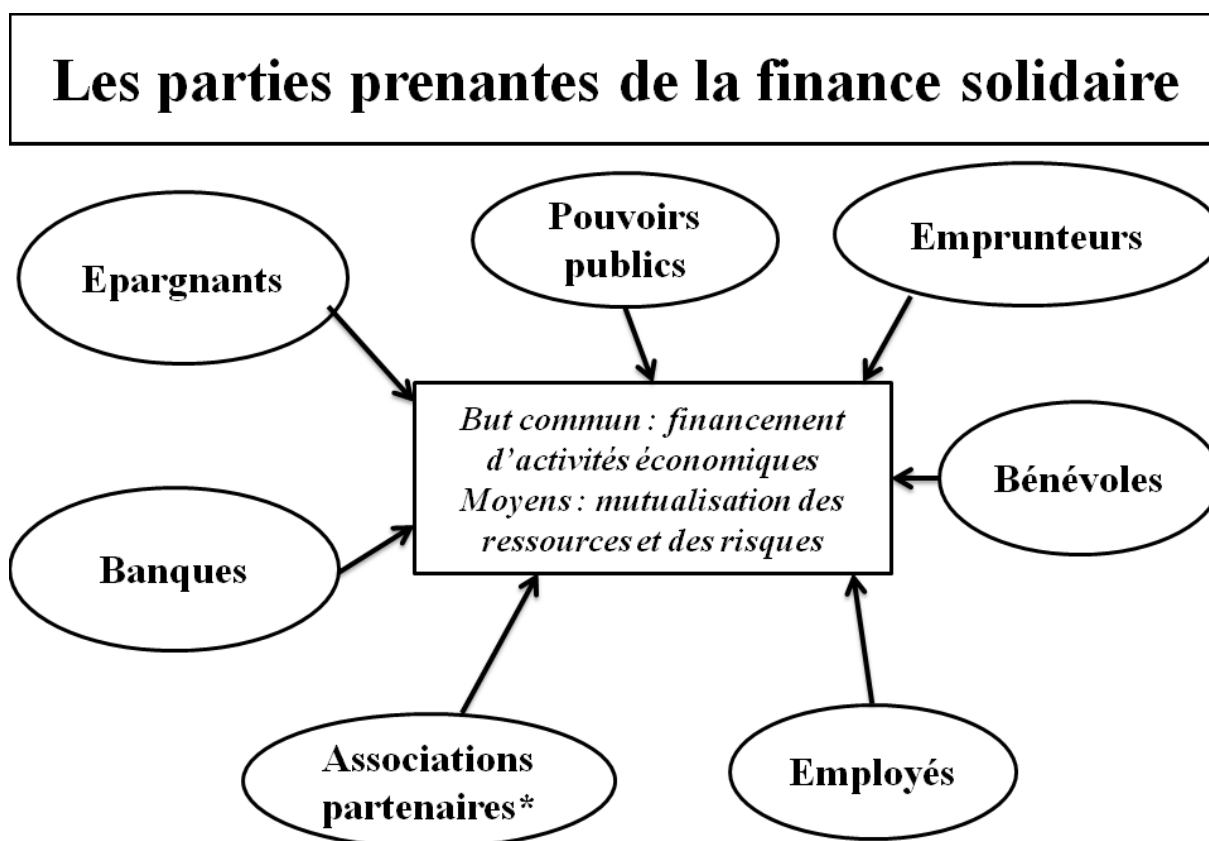 Les parties prenantes de la finance solidaire
Epargnants
Pouvoirs
publics
Emprunteurs
But commun : financement
d’activités économiques
Moyens : mutualisation des
ressources et des risques
Bénévoles
Banques
Associations
partenaires*
Employés